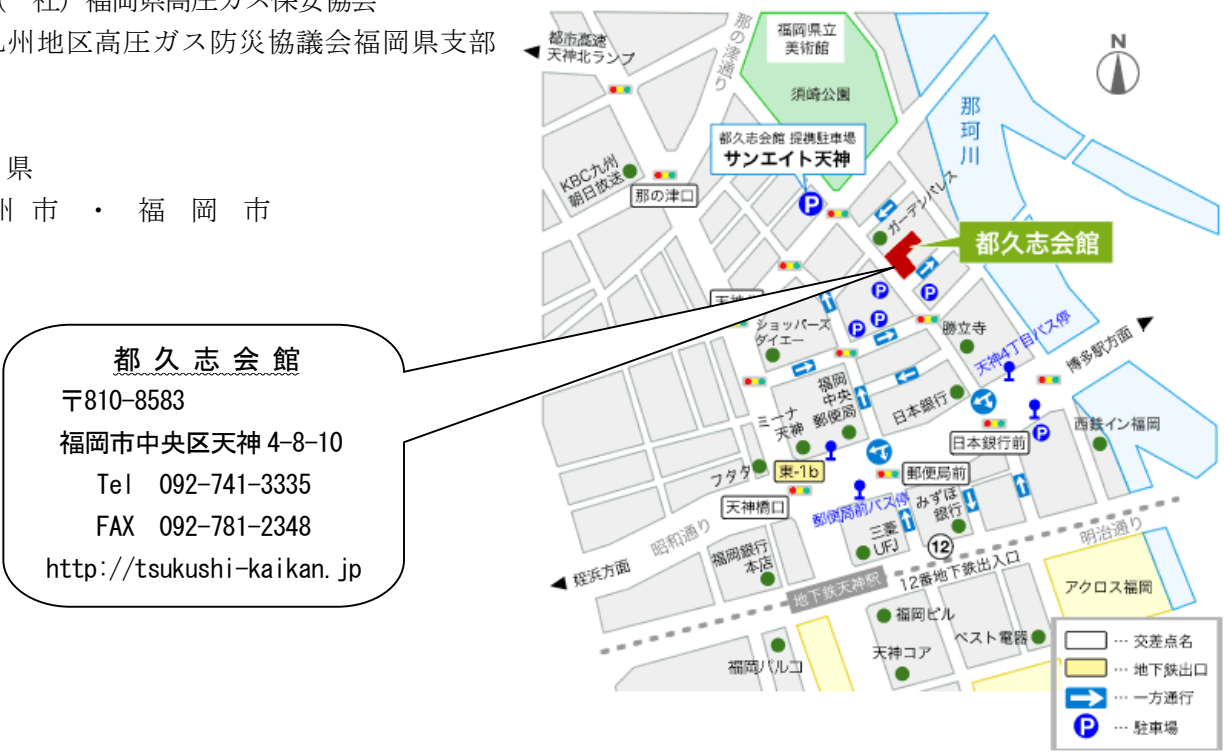 社）福岡県高圧ガス保安協会
州地区高圧ガス防災協議会福岡県支部
県
市 ・ 福 岡 市
都 久 志 会 館
〒810-8583
福岡市中央区天神 4-8-10
Tel 092-741-3335
FAX 092-781-2348
http://tsukushi-kaikan.jp
都市高速
天神北ランプ
那の津通り
福岡県立
美術館
須崎公園
N
那珂川
都久志会館 提携駐車場
サンエイト天神
KBC九州
朝日放送
那の津口
P
ガーデンパレス
都久志会館
P
P
P
P
ショッパーズ
ダイエー
勝立寺
天神4丁目バス停
博多駅方面
福岡
中央
郵便局
日本銀行
ミーナ
天神
西鉄イン福岡
P
日本銀行前
フタタ
東-1b
郵便局前
天神橋口
郵便局前バス停
みずほ
銀行
昭和通り
三菱
UFJ
12
明治通り
福岡銀行
本店
姪浜方面
地下鉄天神駅
12番地下鉄出入口
アクロス福岡
福岡ビル
ベスト電器
天神コア
福岡パルコ
… 交差点名
… 地下鉄出口
… 一方通行
P … 駐車場